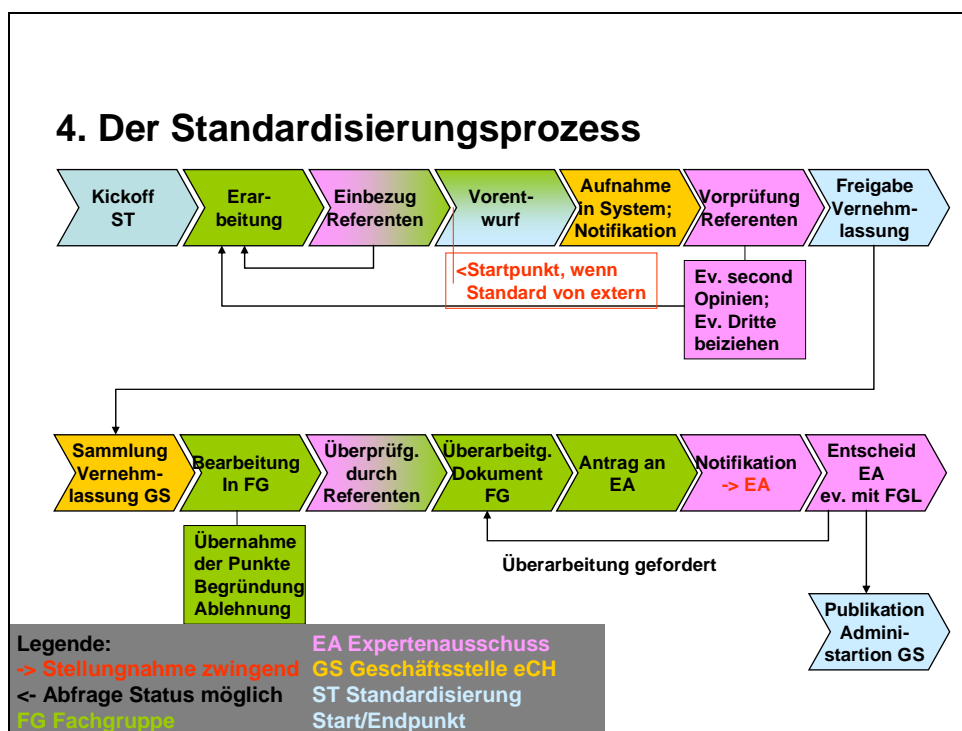 4. Der Standardisierungsprozess
Kickoff
ST
Erar-
beitung
Einbezug
Referenten
Vorent-
wurf
Aufnahme
in System;
Notifikation
Vorprüfung
Referenten
Freigabe
Vernehm-
lassung
<Startpunkt, wenn
Standard von extern
Ev. second
Opinien;
Ev. Dritte
beiziehen
Sammlung
Vernehm-
lassung GS
Bearbeitung
In FG
Überprüfg.
durch
Referenten
Überarbeitg.
Dokument
FG
Antrag an
EA
Notifikation
-> EA
Entscheid
EA
ev. mit FGL
Übernahme
der Punkte
Begründung
Ablehnung
Überarbeitung gefordert
Publikation
Admini-
startion GS
Legende:
-> Stellungnahme zwingend
<- Abfrage Status möglich
FG Fachgruppe
EA Expertenausschuss
GS Geschäftsstelle eCH
ST Standardisierung
Start/Endpunkt